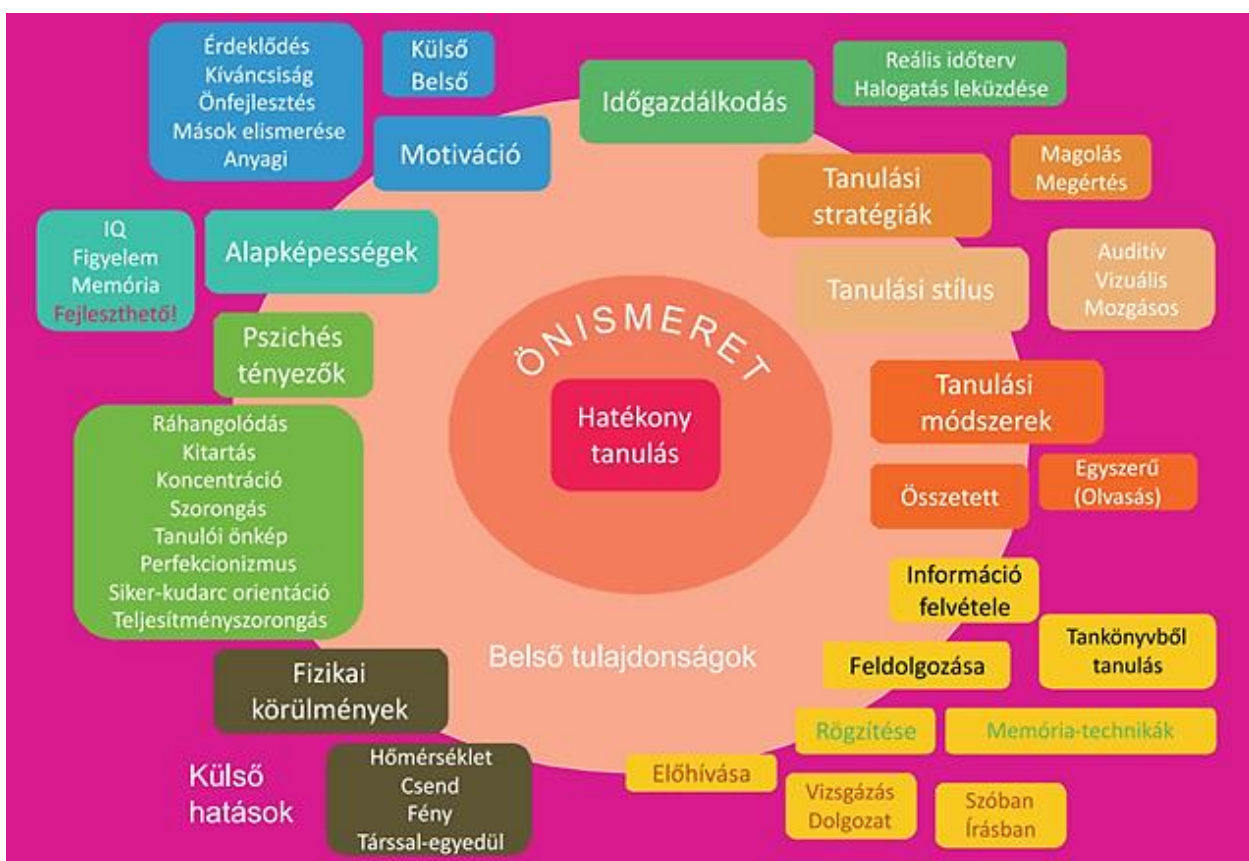 Érdeklődés
Kíváncsiság
Önfejlesztés
Mások elismerése
Anyagi
Külső
Belső
Motiváció
Időgazdálkodás
Reális időterv
Halogatás leküzdése
Tanulási
stratégiák
Magolás
Megértés
IQ
Figyelem
Memória
Fejleszthető!
Alapképességek
Tanulási stílus
Auditív
Vizuális
Mozgásos
Pszichés
tényezők
ÖNISMERET
Hatékony
tanulás
Tanulási
módszerek
Összetett
Egyszerű
(Olvasás)
Ráhangolódás
Kitartás
Koncentráció
Szorongás
Tanulói önkép
Perfekcionizmus
Siker-kudarc orientáció
Teljesítményszorongás
Információ
felvétele
Feldolgozása
Tankönyvből
tanulás
Belső tulajdonságok
Fizikai
körülmények
Rögzítése
Memória-technikák
Külső
hatások
Hőmérséklet
Csend
Fény
Társsal-egyedül
Előhívása
Vizsgázás
Dolgozat
Szóban
Írásban